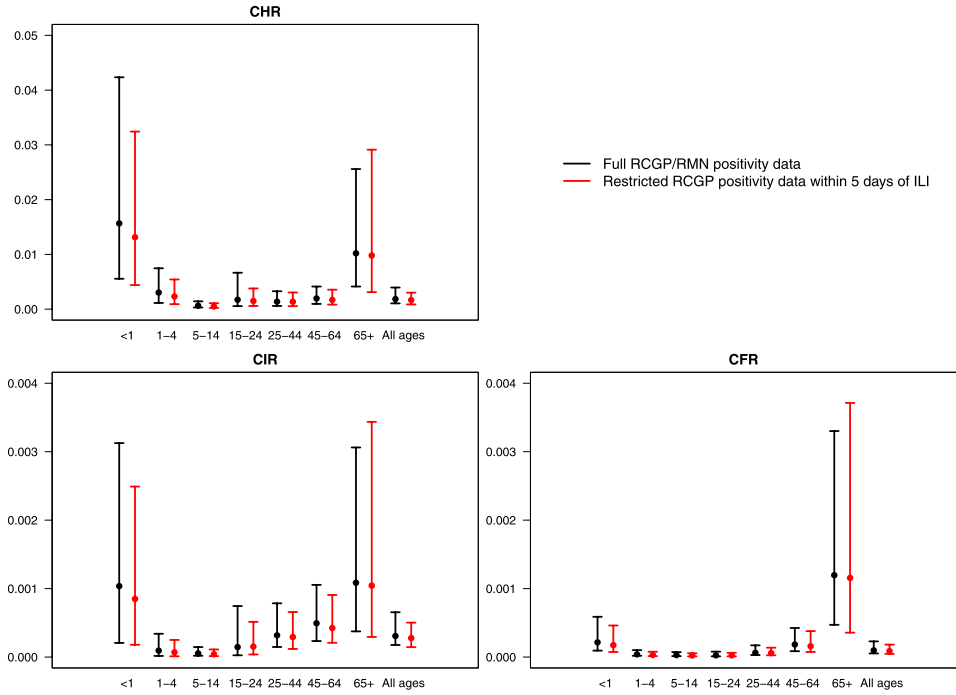 CHR
0.05
0.04
0.03
0.02
0.01
0.00
<1 1−4 5−14 15−24 25−44 45−64 65+ All ages
Full RCGP/RMN positivity data
Restricted RCGP positivity data within 5 days of ILI
CIR
0.004
0.003
0.002
0.001
0.000
<1 1−4 5−14 15−24 25−44 45−64 65+ All ages
CFR
0.004
0.003
0.002
0.001
0.000
<1 1−4 5−14 15−24 25−44 45−64 65+ All ages